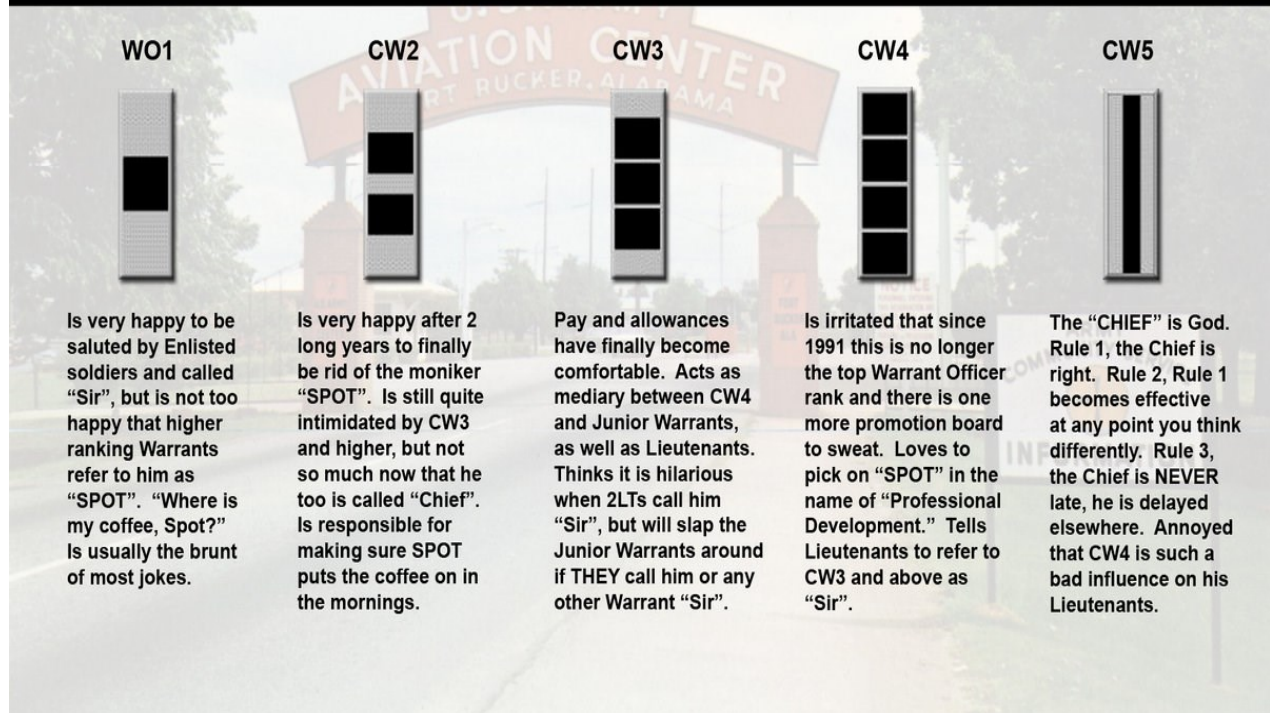 AVIATION CENTER
RT RUCKER, ALABAMA
WO1
CW2
CW3
CW4
CW5
Is very happy to be
saluted by Enlisted
soldiers and called
“Sir”, but is not too
happy that higher
ranking Warrants
refer to him as
“SPOT”. “Where is
my coffee, Spot?”
Is usually the brunt
of most jokes.
Is very happy after 2
long years to finally
be rid of the moniker
“SPOT”. Is still quite
intimidated by CW3
and higher, but not
so much now that he
too is called “Chief”.
Is responsible for
making sure SPOT
puts the coffee on in
the mornings.
Pay and allowances
have finally become
comfortable. Acts as
mediary between CW4
and Junior Warrants,
as well as Lieutenants.
Thinks it is hilarious
when 2LTs call him
“Sir”, but will slap the
Junior Warrants around
if THEY call him or any
other Warrant “Sir”.
Is irritated that since
1991 this is no longer
the top Warrant Officer
rank and there is one
more promotion board
to sweat. Loves to
pick on “SPOT” in the
name of “Professional
Development.” Tells
Lieutenants to refer to
CW3 and above as
“Sir”.
The “CHIEF” is God.
Rule 1, the Chief is
right. Rule 2, Rule 1
becomes effective
at any point you think
differently. Rule 3,
the Chief is NEVER
late, he is delayed
elsewhere. Annoyed
that CW4 is such a
bad influence on his
Lieutenants.
NOTICE
INFORMATION